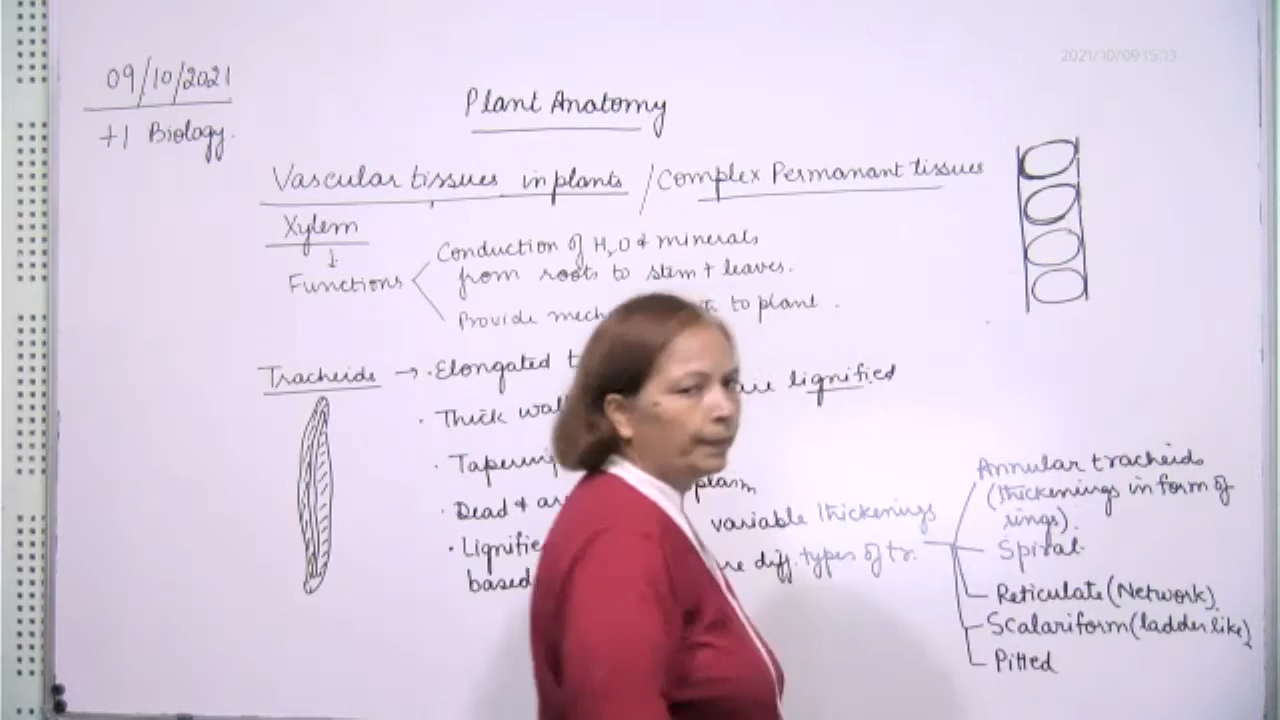 2021/10/09 15:13
09/10/2021
+1 Biology.
Plant Anatomy
Vascular tissues in plants / Complex Permanant tissues
Xylem
↓
Functions
Conduction of H2O & minerals
from roots to stem + leaves.
Provide mech to plant.
Tracheids → · Elongated
· Thick wal are lignified
· Tapering
· Dead & plasm
· Lignifie variable thickenings
based diff. types of tr.
Annular tracheids
(thickenings in form of
rings).
Spiral
Reticulate (Network)
Scalariform (ladder like)
Pitted